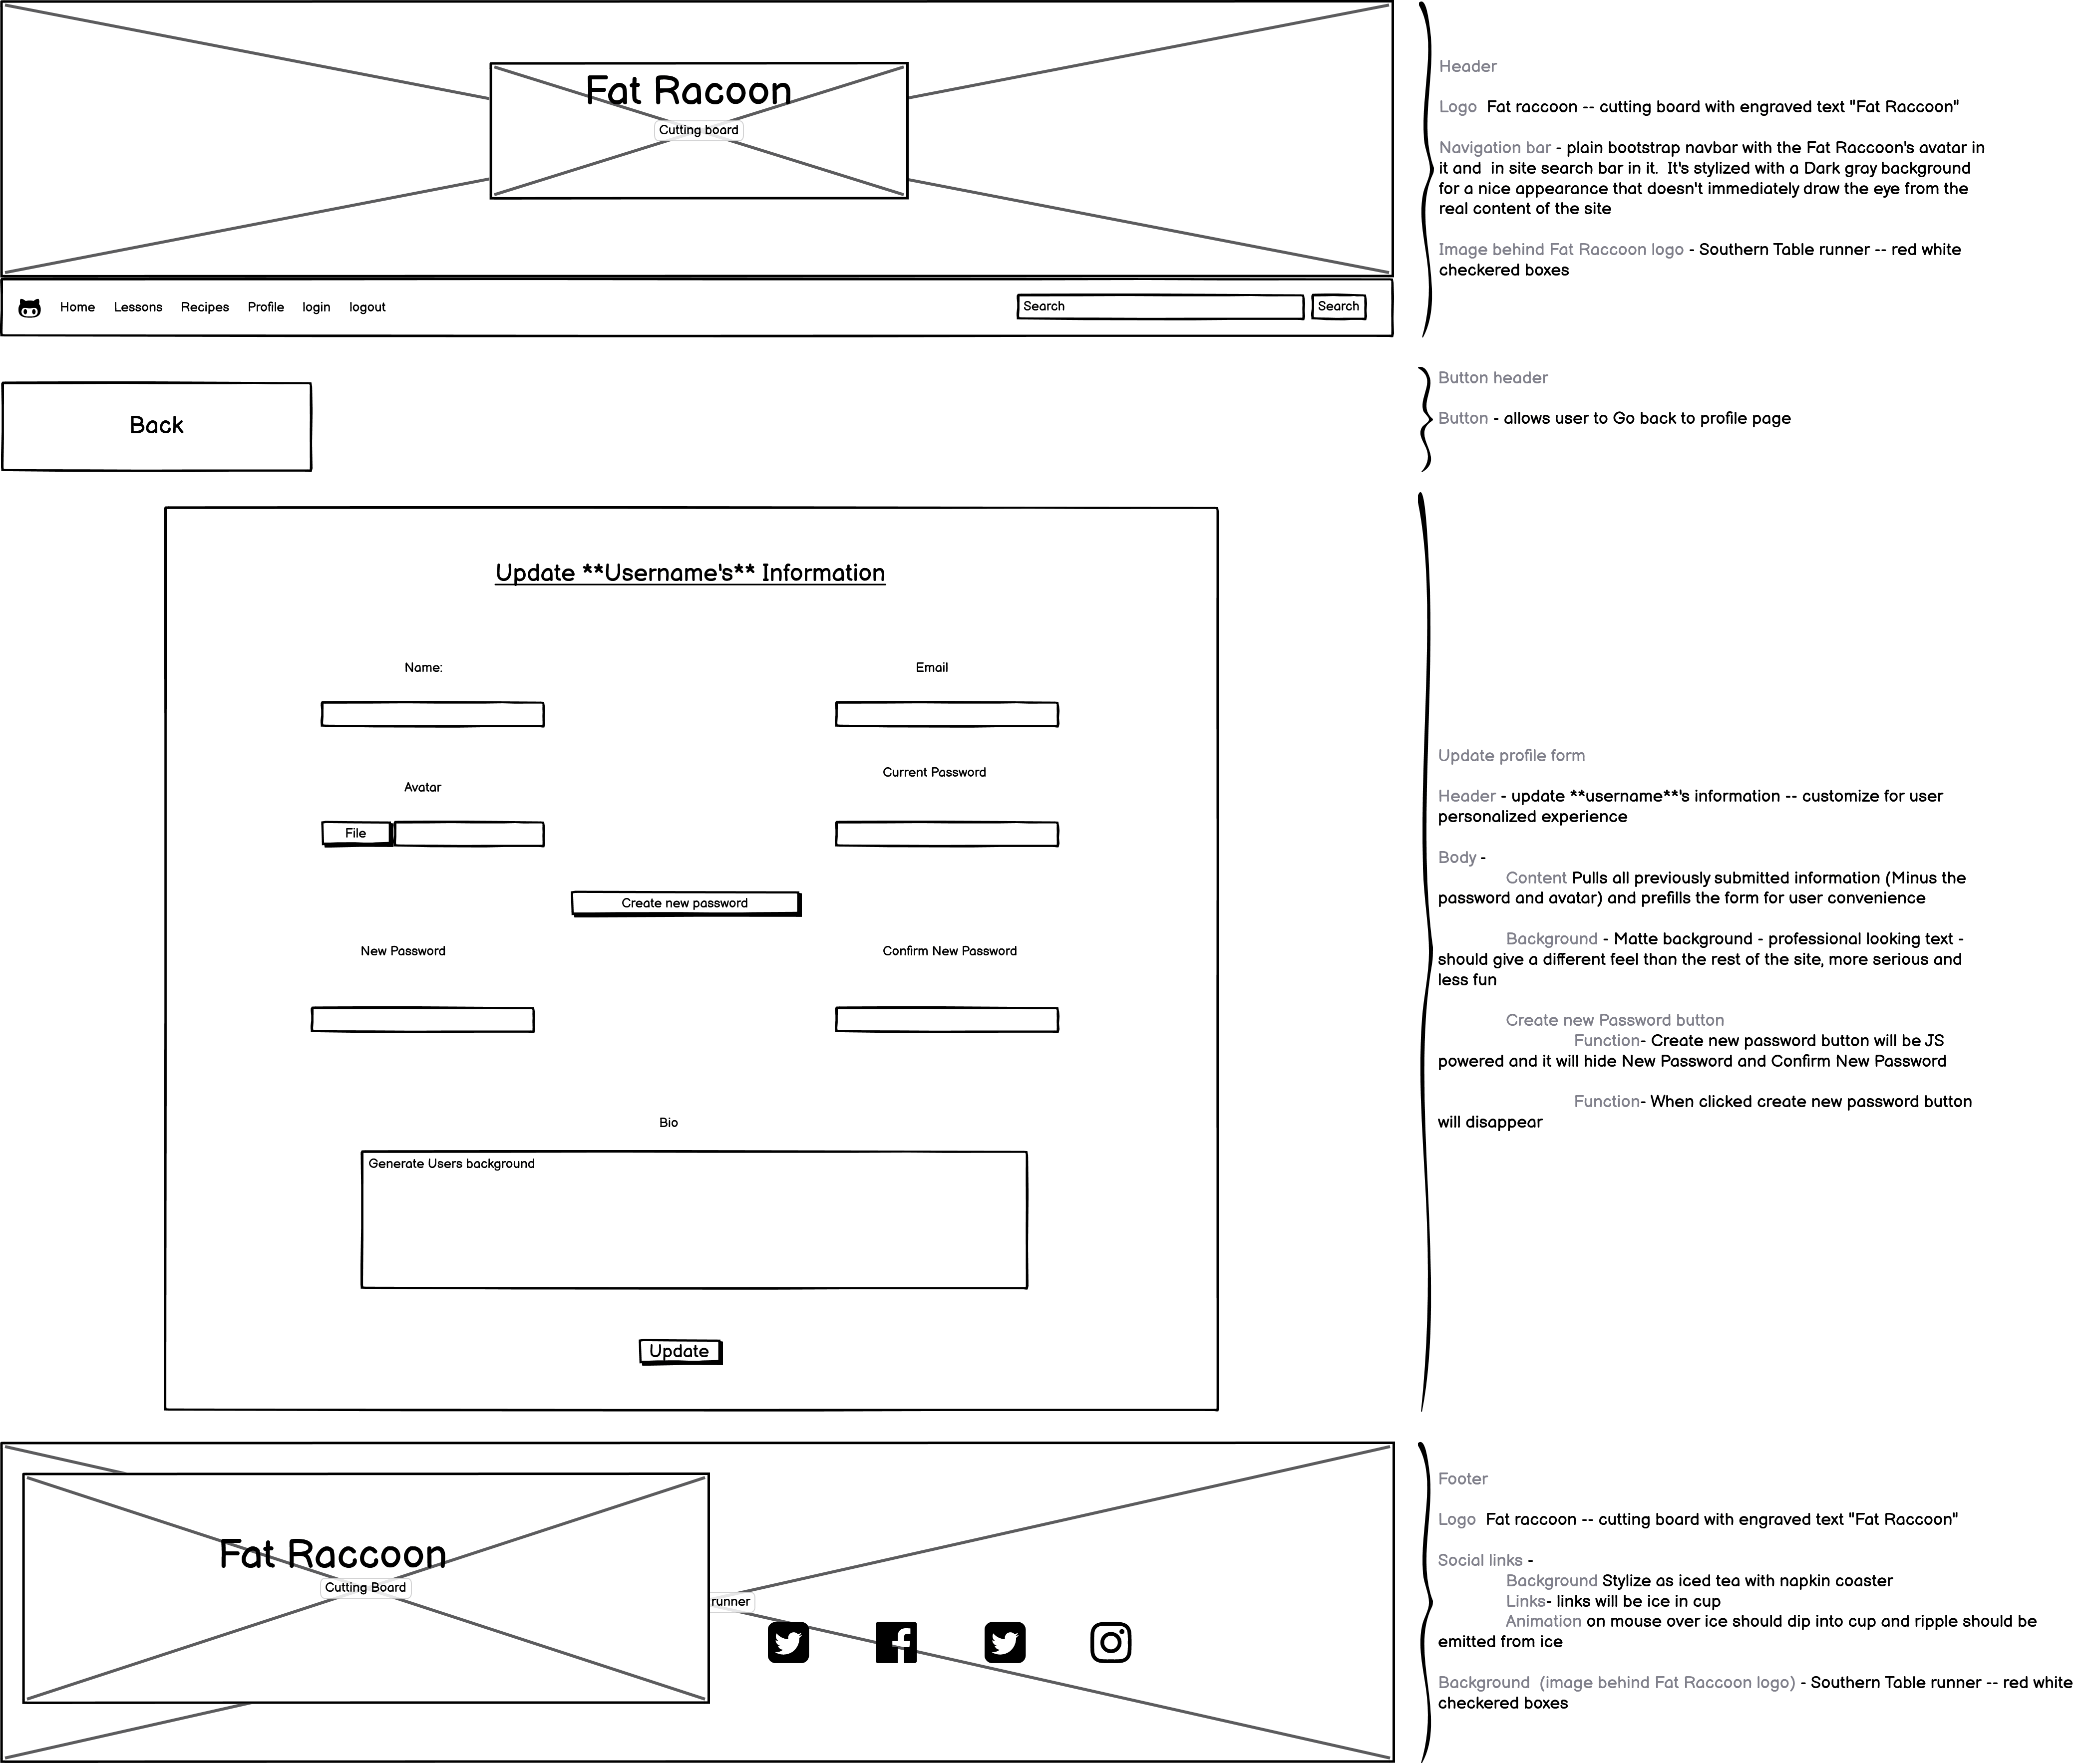 Fat Racoon
Cutting board
Home Lessons Recipes Profile login logout
Search Search
Header
Logo Fat raccoon -- cutting board with engraved text "Fat Raccoon"
Navigation bar - plain bootstrap navbar with the Fat Raccoon's avatar in
it and in site search bar in it. It's stylized with a Dark gray background
for a nice appearance that doesn't immediately draw the eye from the
real content of the site
Image behind Fat Raccoon logo - Southern Table runner -- red white
checkered boxes
Back
Button header
Button - allows user to Go back to profile page
Update **Username's** Information
Name:
Email
Avatar
Current Password
File
Create new password
New Password
Confirm New Password
Bio
Generate Users background
Update
Update profile form
Header - update **username**'s information -- customize for user
personalized experience
Body -
Content Pulls all previously submitted information (Minus the
password and avatar) and prefills the form for user convenience
Background - Matte background - professional looking text -
should give a different feel than the rest of the site, more serious and
less fun
Create new Password button
Function- Create new password button will be JS
powered and it will hide New Password and Confirm New Password
Function- When clicked create new password button
will disappear
Fat Raccoon
Cutting Board
runner
Footer
Logo Fat raccoon -- cutting board with engraved text "Fat Raccoon"
Social links -
Background Stylize as iced tea with napkin coaster
Links- links will be ice in cup
Animation on mouse over ice should dip into cup and ripple should be
emitted from ice
Background (image behind Fat Raccoon logo) - Southern Table runner -- red white
checkered boxes